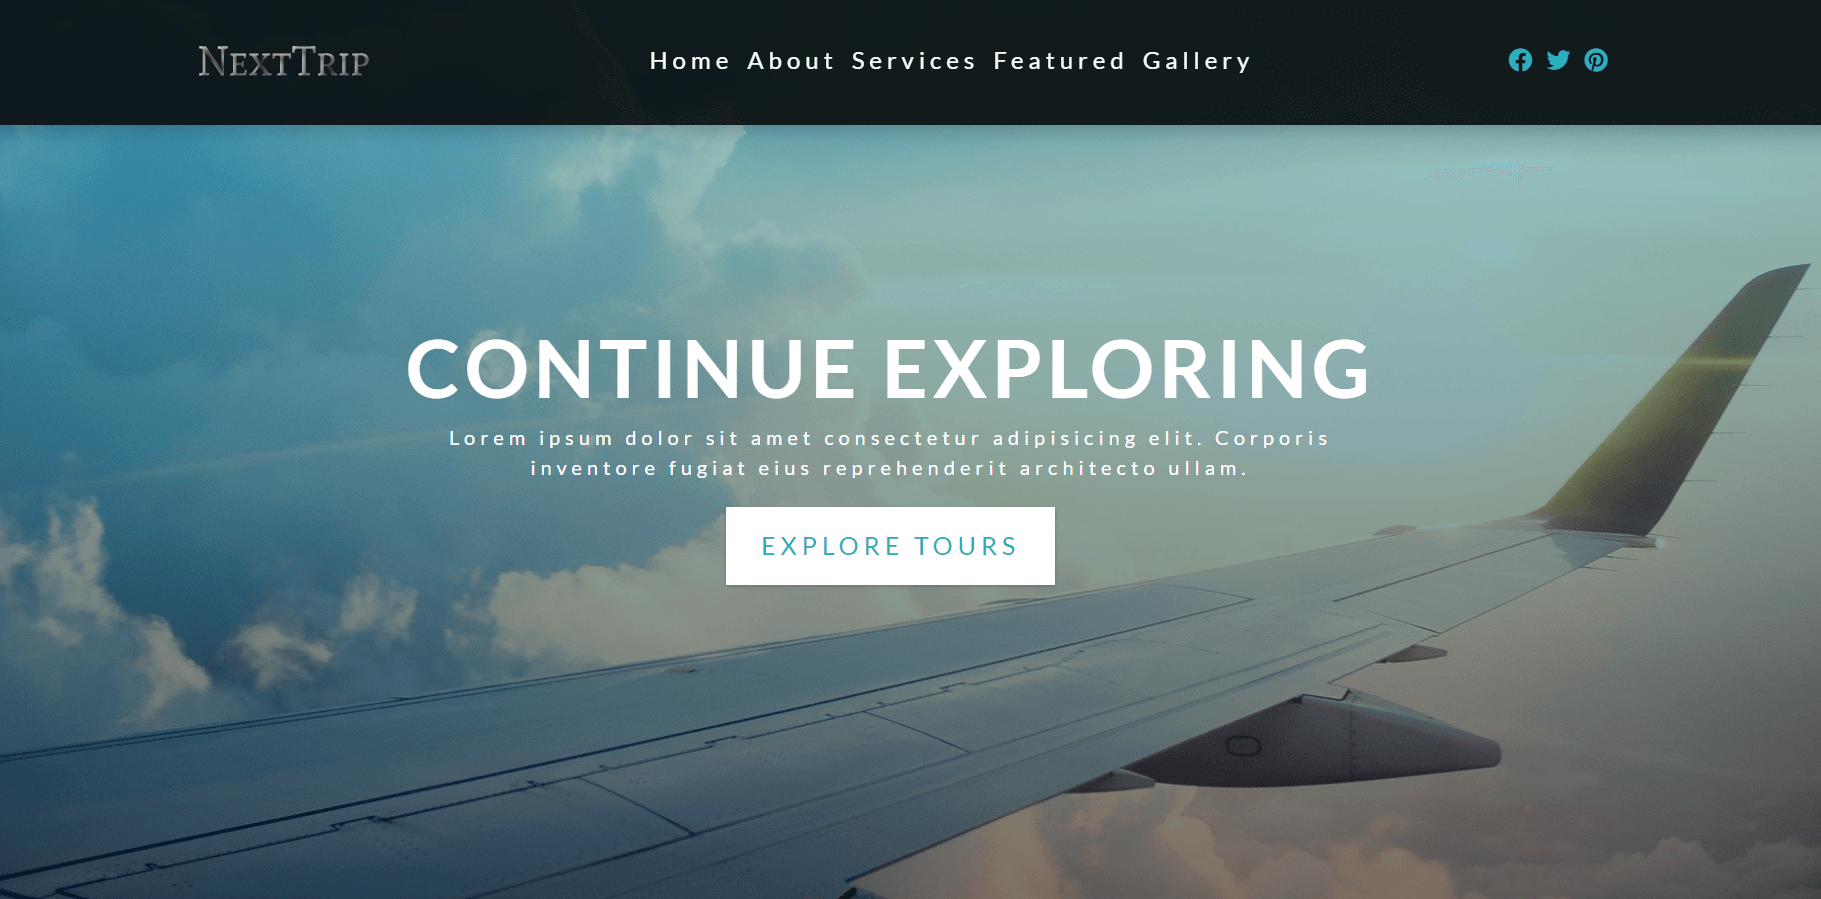 NextTrip
Home About Services Featured Gallery
CONTINUE EXPLORING
Lorem ipsum dolor sit amet consectetur adipisicing elit. Corporis
inventore fugiat eius reprehenderit architecto ullam.
EXPLORE TOURS